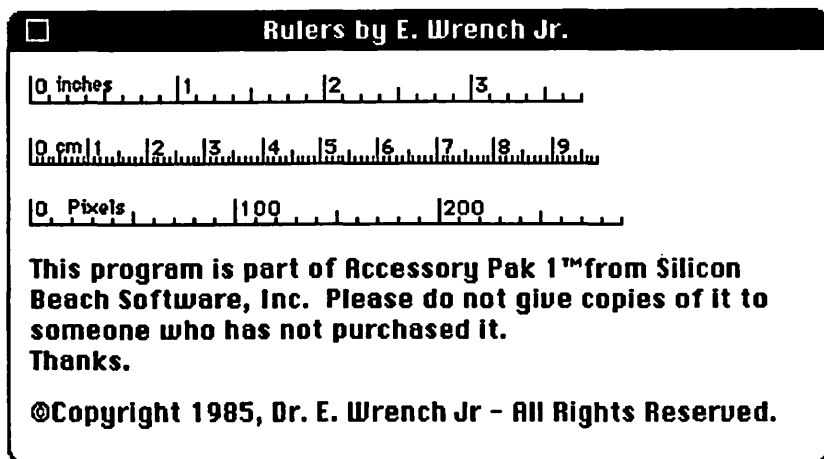 Rulers by E. Wrench Jr.
0 inches 1 2 3
0 cm 1 2 3 4 5 6 7 8 9
0 Pixels 100 200
This program is part of Accessory Pak 1™from Silicon
Beach Software, Inc. Please do not give copies of it to
someone who has not purchased it.
Thanks.
©Copyright 1985, Dr. E. Wrench Jr - All Rights Reserved.